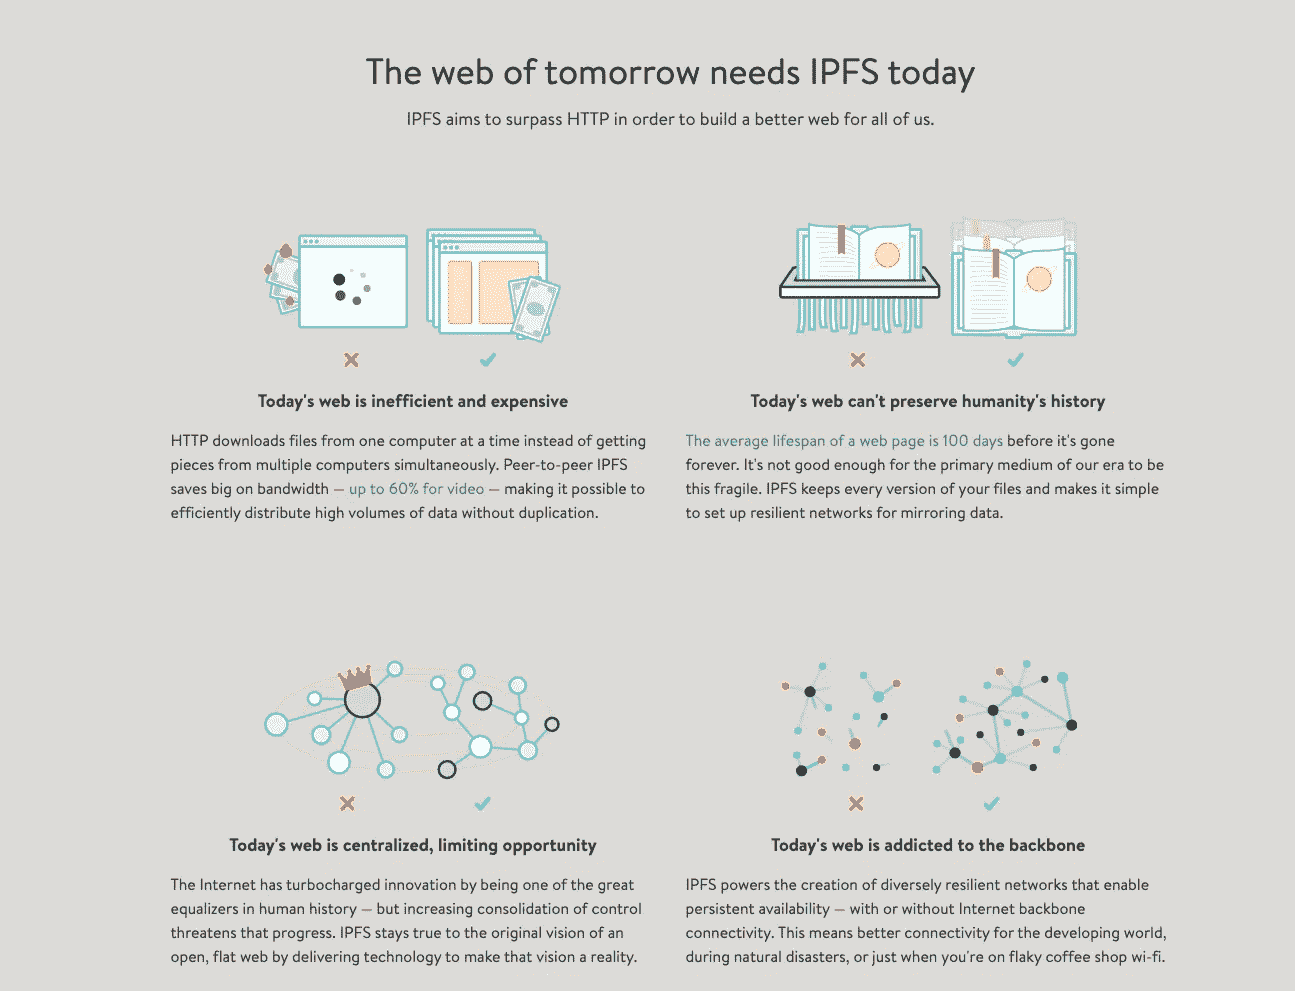 The web of tomorrow needs IPFS today
IPFS aims to surpass HTTP in order to build a better web for all of us.
Today's web is inefficient and expensive
HTTP downloads files from one computer at a time instead of getting
pieces from multiple computers simultaneously. Peer-to-peer IPFS
saves big on bandwidth — up to 60% for video — making it possible to
efficiently distribute high volumes of data without duplication.
Today's web can't preserve humanity's history
The average lifespan of a web page is 100 days before it's gone
forever. It's not good enough for the primary medium of our era to be
this fragile. IPFS keeps every version of your files and makes it simple
to set up resilient networks for mirroring data.
Today's web is centralized, limiting opportunity
The Internet has turbocharged innovation by being one of the great
equalizers in human history — but increasing consolidation of control
threatens that progress. IPFS stays true to the original vision of an
open, flat web by delivering technology to make that vision a reality.
Today's web is addicted to the backbone
IPFS powers the creation of diversely resilient networks that enable
persistent availability — with or without Internet backbone
connectivity. This means better connectivity for the developing world,
during natural disasters, or just when you're on flaky coffee shop wi-fi.